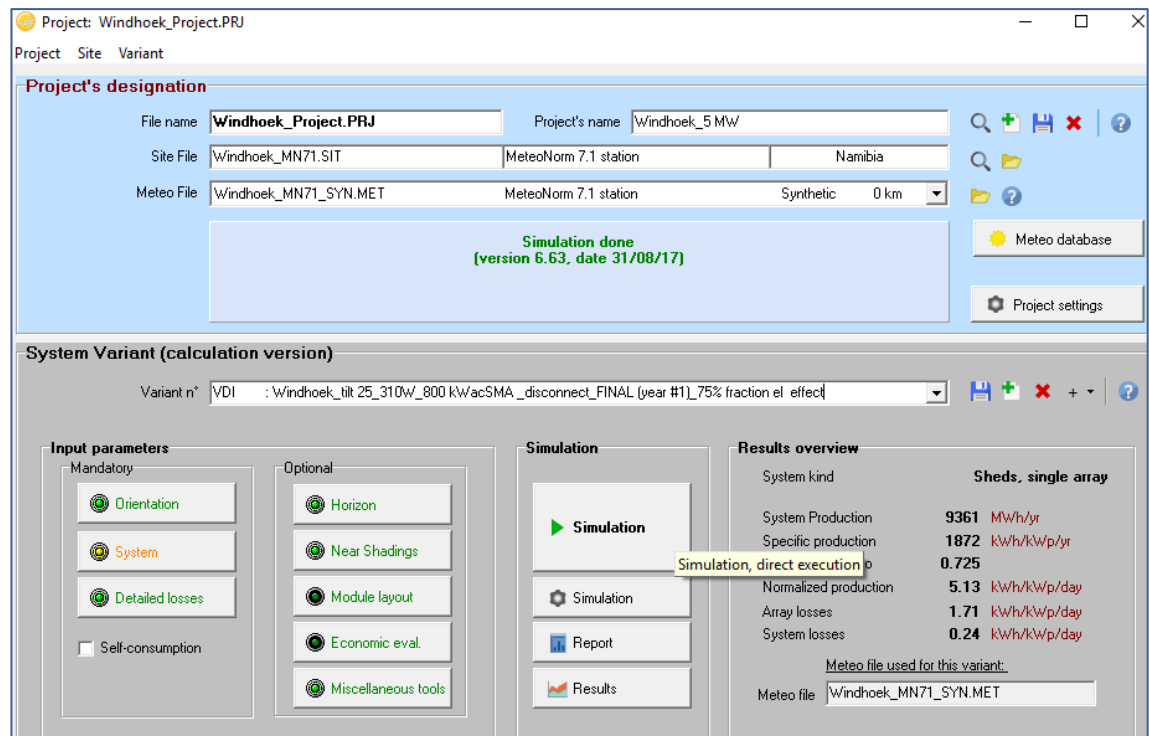 Project: Windhoek_Project.PRJ
Project Site Variant
Project's designation
File name Windhoek_Project.PRJ Project's name Windhoek_5 MW
Site File Windhoek_MN71.SIT MeteoNorm 7.1 station Namibia
Meteo File Windhoek_MN71_SYN.MET MeteoNorm 7.1 station Synthetic 0 km
Simulation done
(version 6.63, date 31/08/17)
Meteo database
Project settings
System Variant (calculation version)
Variant n° VDI : Windhoek_tilt 25_310W_800 kWacSMA _disconnect_FINAL (year #1)_75% fraction el effect
Input parameters
Mandatory
Orientation
System
Detailed losses
Self-consumption
Optional
Horizon
Near Shadings
Module layout
Economic eval.
Miscellaneous tools
Simulation
Simulation
Simulation, direct execution
Simulation
Report
Results
Results overview
System kind Sheds, single array
System Production 9361 MWh/yr
Specific production 1872 kWh/kWp/yr
0.725
Normalized production 5.13 kWh/kWp/day
Array losses 1.71 kWh/kWp/day
System losses 0.24 kWh/kWp/day
Meteo file used for this variant:
Meteo file Windhoek_MN71_SYN.MET